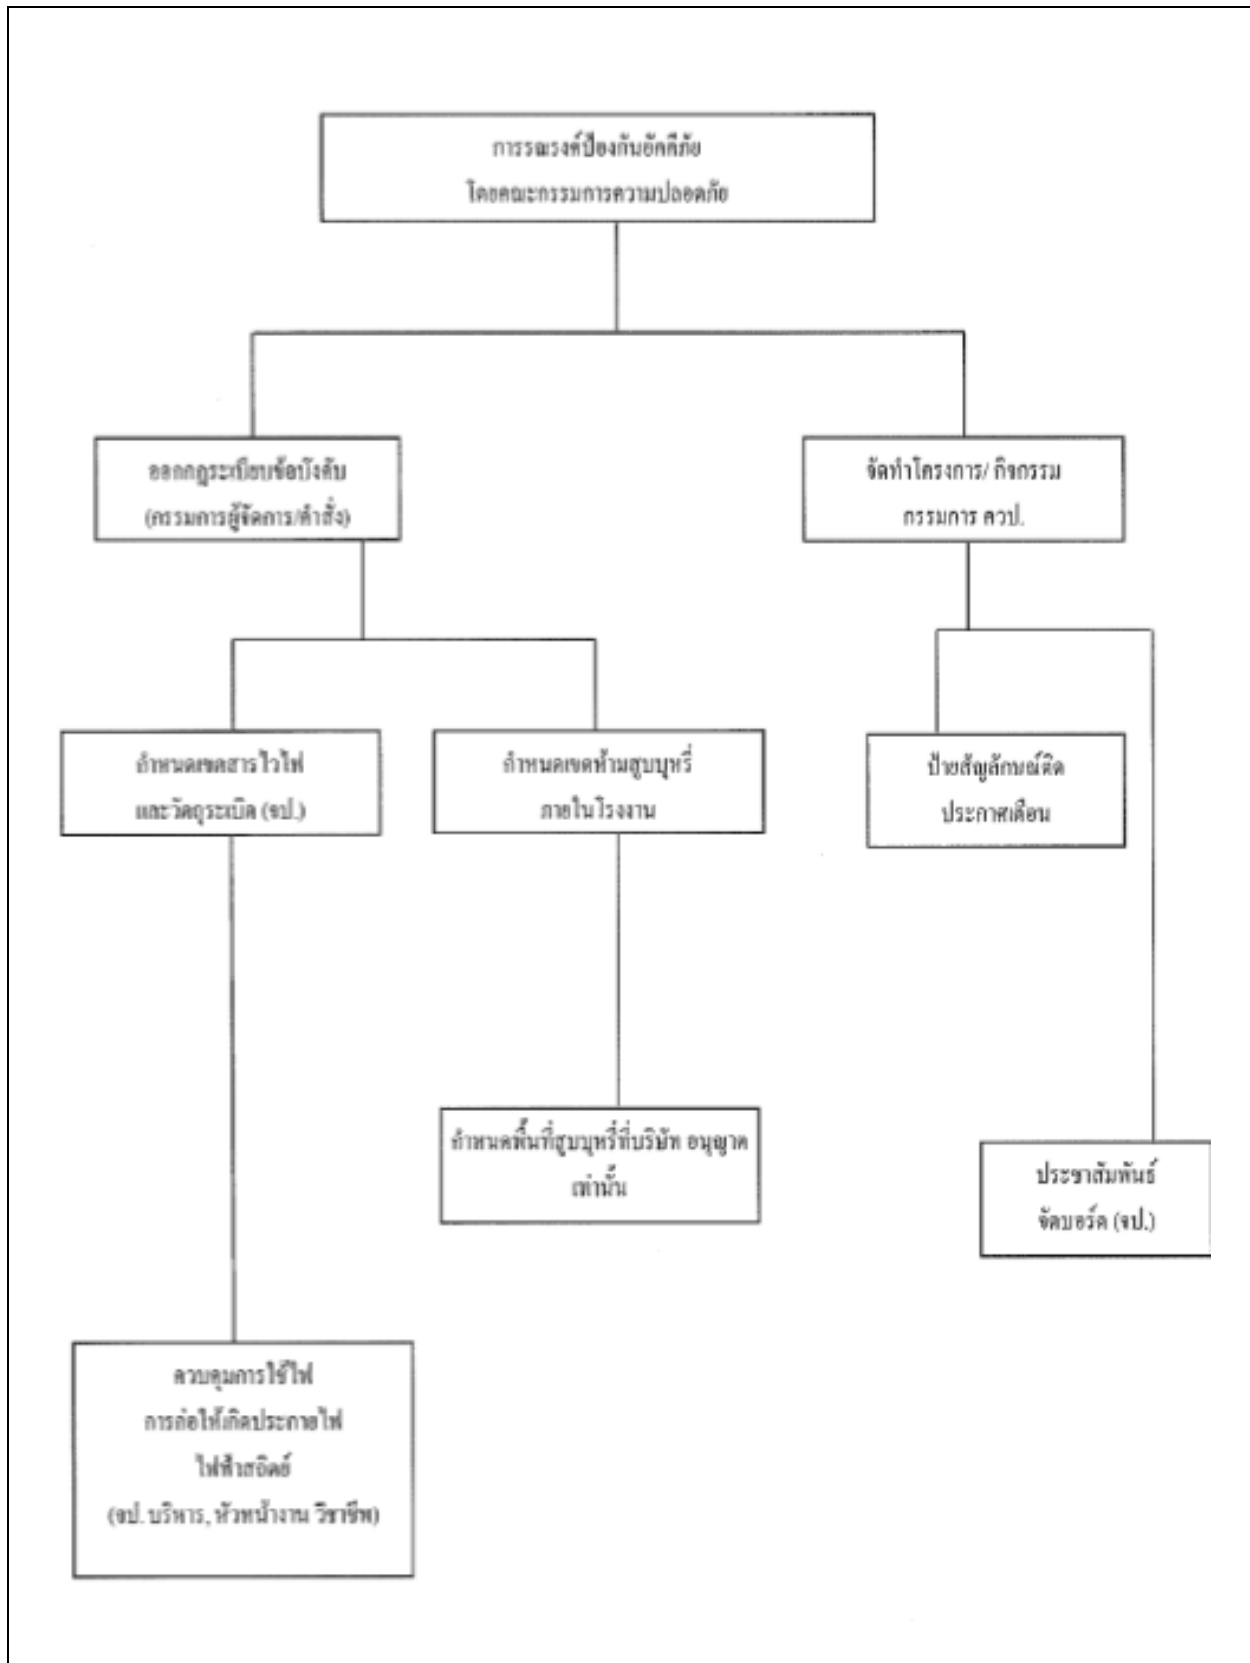 การรณรงค์ป้องกันอัคคีภัย
โดยคณะกรรมการความปลอดภัย
ออกกฎระเบียบข้อบังคับ
(กรรมการผู้จัดการ/คำสั่ง)
จัดทำโครงการ/ กิจกรรม
กรรมการ ควป.
กำหนดเขตสารไวไฟ
และวัตถุระเบิด (จป.)
กำหนดเขตห้ามสูบบุหรี่
ภายในโรงงาน
ป้ายสัญลักษณ์ติด
ประกาศเตือน
กำหนดพื้นที่สูบบุหรี่ที่บริษัท อนุญาต
เท่านั้น
ประชาสัมพันธ์
จัดบอร์ด (จป.)
ควบคุมการใช้ไฟ
การก่อให้เกิดประกายไฟ
ไฟฟ้าสถิตย์
(จป. บริหาร, หัวหน้างาน วิชาชีพ)